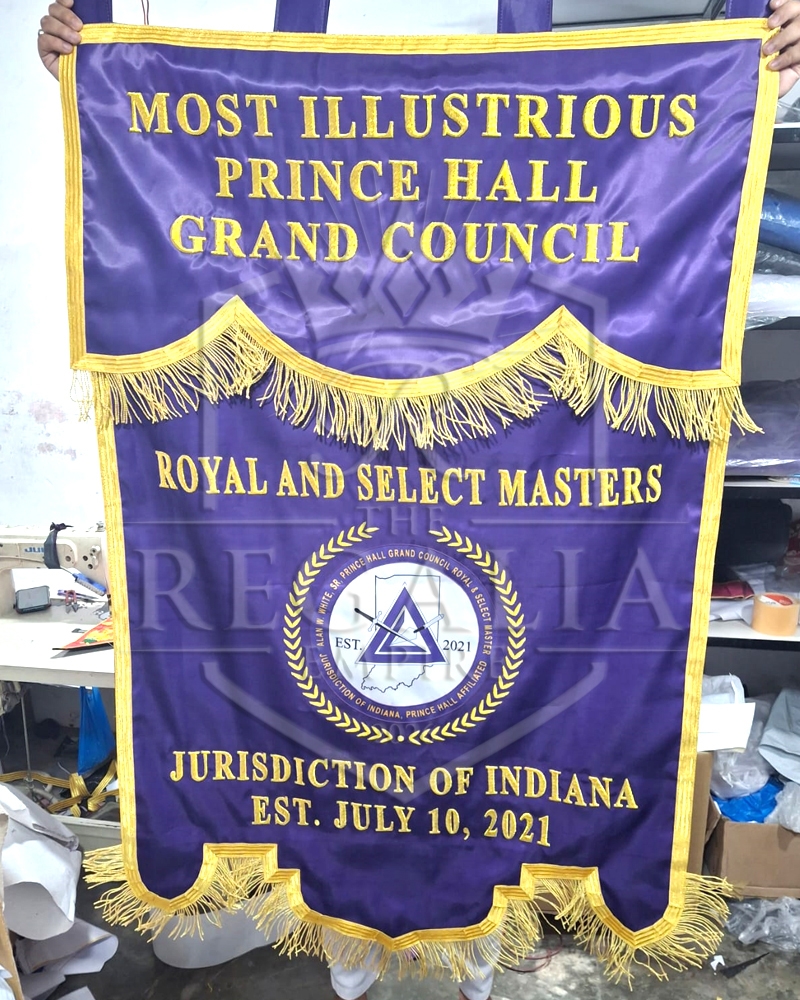 MOST ILLUSTRIOUS
PRINCE HALL
GRAND COUNCIL
ROYAL AND SELECT MASTERS
ALAN W. WHITE, SR. PRINCE HALL GRAND COUNCIL ROYAL & SELECT MASTER
EST. 2021
JURISDICTION OF INDIANA, PRINCE HALL AFFILIATED
JURISDICTION OF INDIANA
EST. JULY 10, 2021
THE
REGALIA
EMPIRE